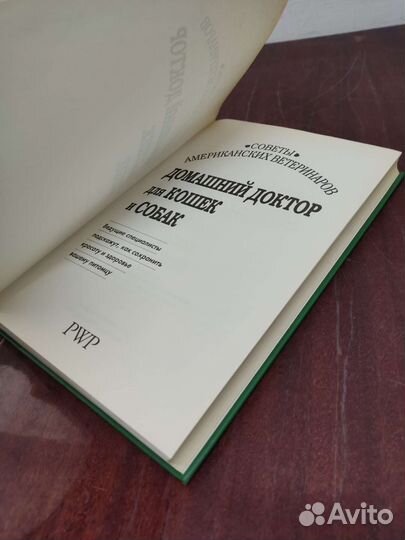 СОВЕТЫ
АМЕРИКАНСКИХ ВЕТЕРИНАРОВ
ДОМАШНИЙ ДОКТОР
для КОШЕК
и СОБАК
Ведущие специалисты
подскажут, как сохранить
красоту и здоровье
вашему питомцу
PWP
Avito